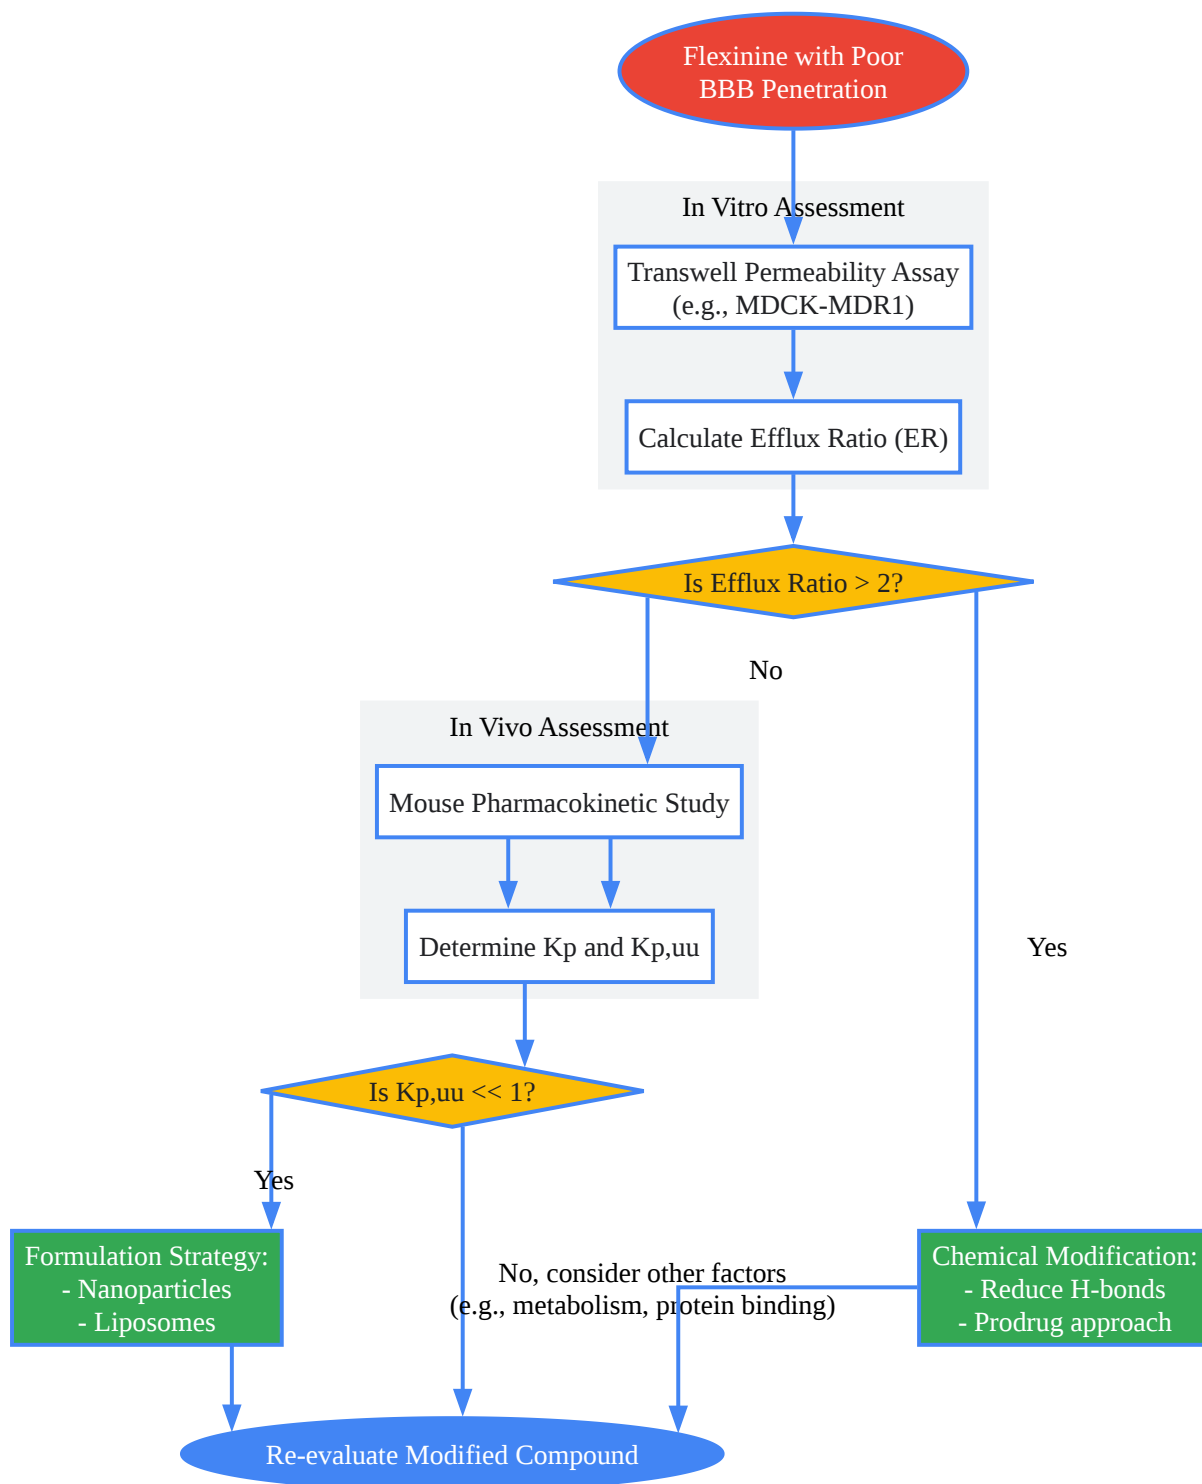 Flexinine with Poor
BBB Penetration
In Vitro Assessment
Transwell Permeability Assay
(e.g., MDCK-MDR1)
Calculate Efflux Ratio (ER)
Is Efflux Ratio > 2?
No
In Vivo Assessment
Mouse Pharmacokinetic Study
Determine Kp and Kp,uu
Yes
Is Kp,uu << 1?
Yes
Formulation Strategy:
- Nanoparticles
- Liposomes
No, consider other factors
(e.g., metabolism, protein binding)
Chemical Modification:
- Reduce H-bonds
- Prodrug approach
Re-evaluate Modified Compound